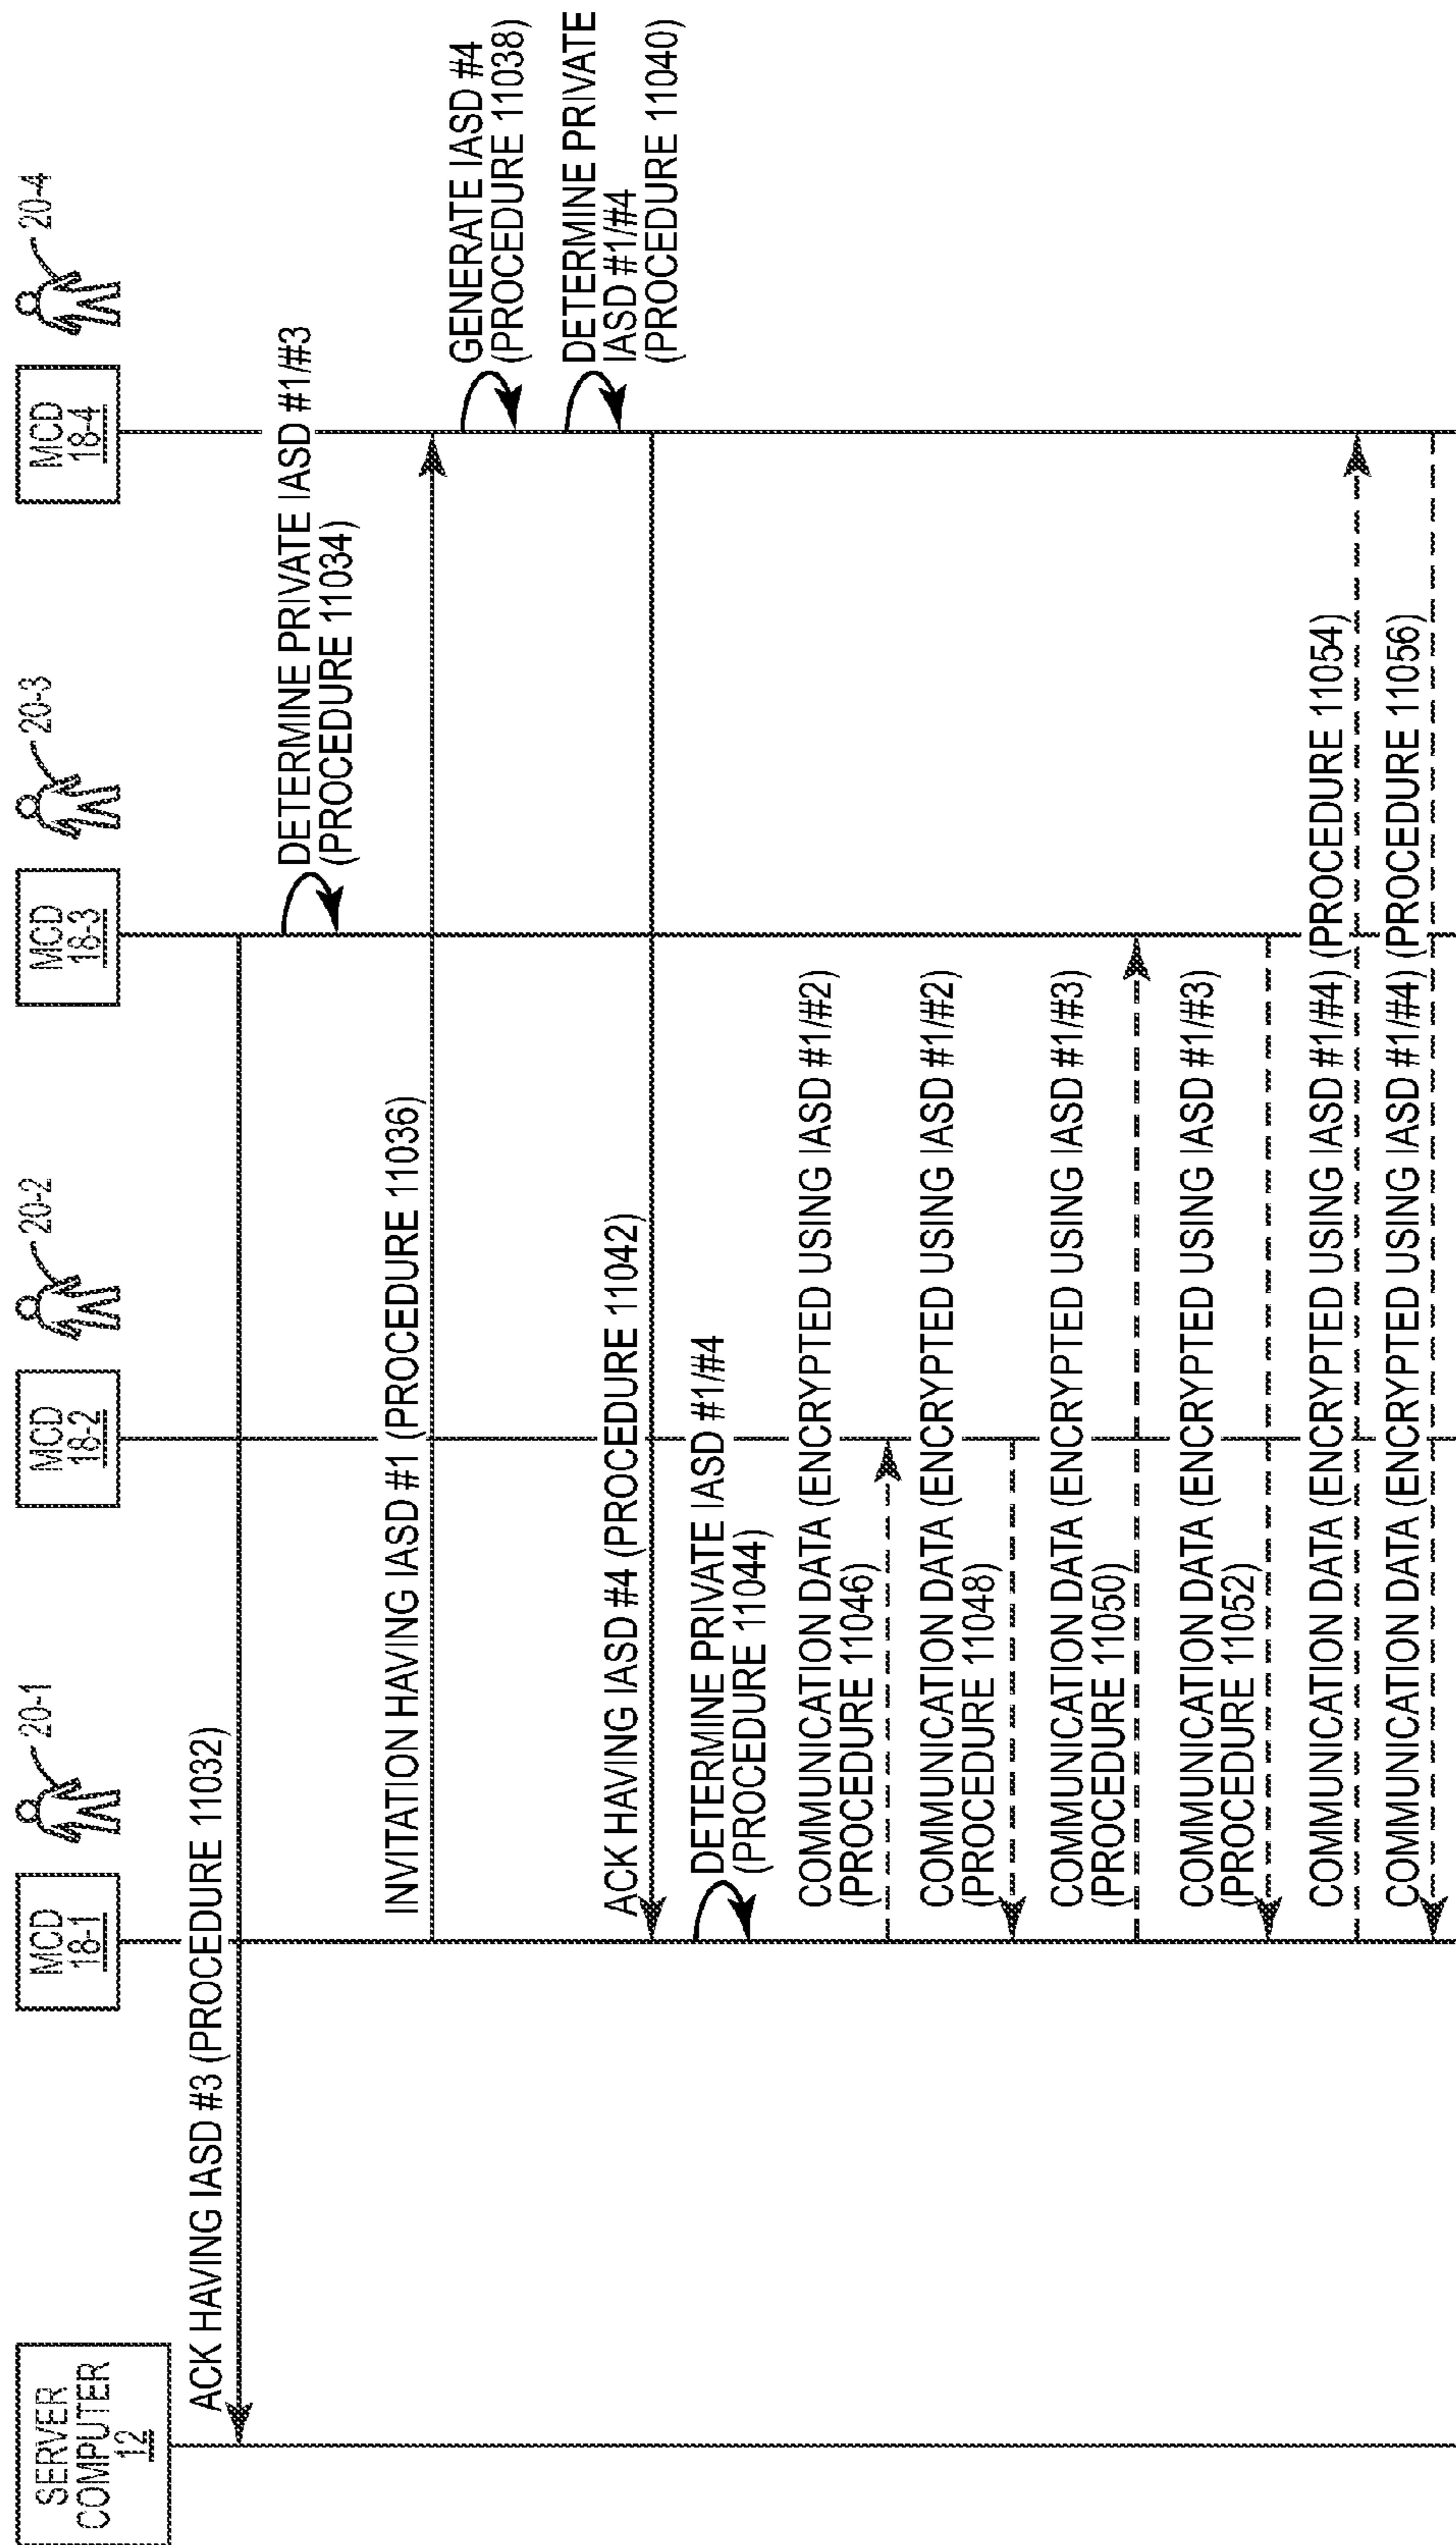 SERVER
COMPUTER
12
MCD
18-1
20-1
MCD
18-2
20-2
MCD
18-3
20-3
MCD
18-4
20-4
ACK HAVING IASD #3 (PROCEDURE 11032)
DETERMINE PRIVATE IASD #1/#3
(PROCEDURE 11034)
INVITATION HAVING IASD #1 (PROCEDURE 11036)
GENERATE IASD #4
(PROCEDURE 11038)
DETERMINE PRIVATE
IASD #1/#4
(PROCEDURE 11040)
ACK HAVING IASD #4 (PROCEDURE 11042)
DETERMINE PRIVATE IASD #1/#4
(PROCEDURE 11044)
COMMUNICATION DATA (ENCRYPTED USING IASD #1/#2)
(PROCEDURE 11046)
COMMUNICATION DATA (ENCRYPTED USING IASD #1/#2)
(PROCEDURE 11048)
COMMUNICATION DATA (ENCRYPTED USING IASD #1/#3)
(PROCEDURE 11050)
COMMUNICATION DATA (ENCRYPTED USING IASD #1/#3)
(PROCEDURE 11052)
COMMUNICATION DATA (ENCRYPTED USING IASD #1/#4) (PROCEDURE 11054)
COMMUNICATION DATA (ENCRYPTED USING IASD #1/#4) (PROCEDURE 11056)